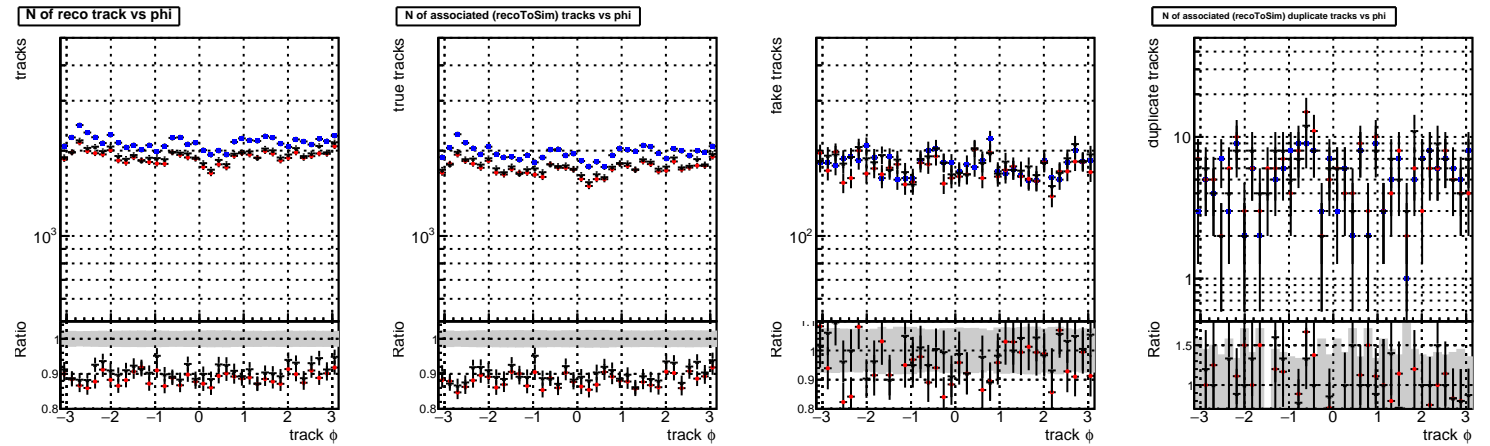 N of reco track vs phi
tracks
10³
Ratio
1
0.9
0.8
−3 −2 −1 0 1 2 3
track ϕ
N of associated (recoToSim) tracks vs phi
true tracks
10³
Ratio
1
0.9
0.8
−3 −2 −1 0 1 2 3
track ϕ
fake tracks
10²
Ratio
1.1
1
0.9
0.8
−3 −2 −1 0 1 2 3
track ϕ
N of associated (recoToSim) duplicate tracks vs phi
duplicate tracks
10
1
Ratio
1.5
1
−3 −2 −1 0 1 2 3
track ϕ